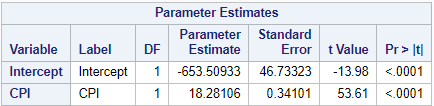 Parameter Estimates
Variable Label DF Parameter Estimate Standard Error t Value Pr > |t|
Intercept Intercept 1 -653.50933 46.73323 -13.98 <.0001
CPI CPI 1 18.28106 0.34101 53.61 <.0001